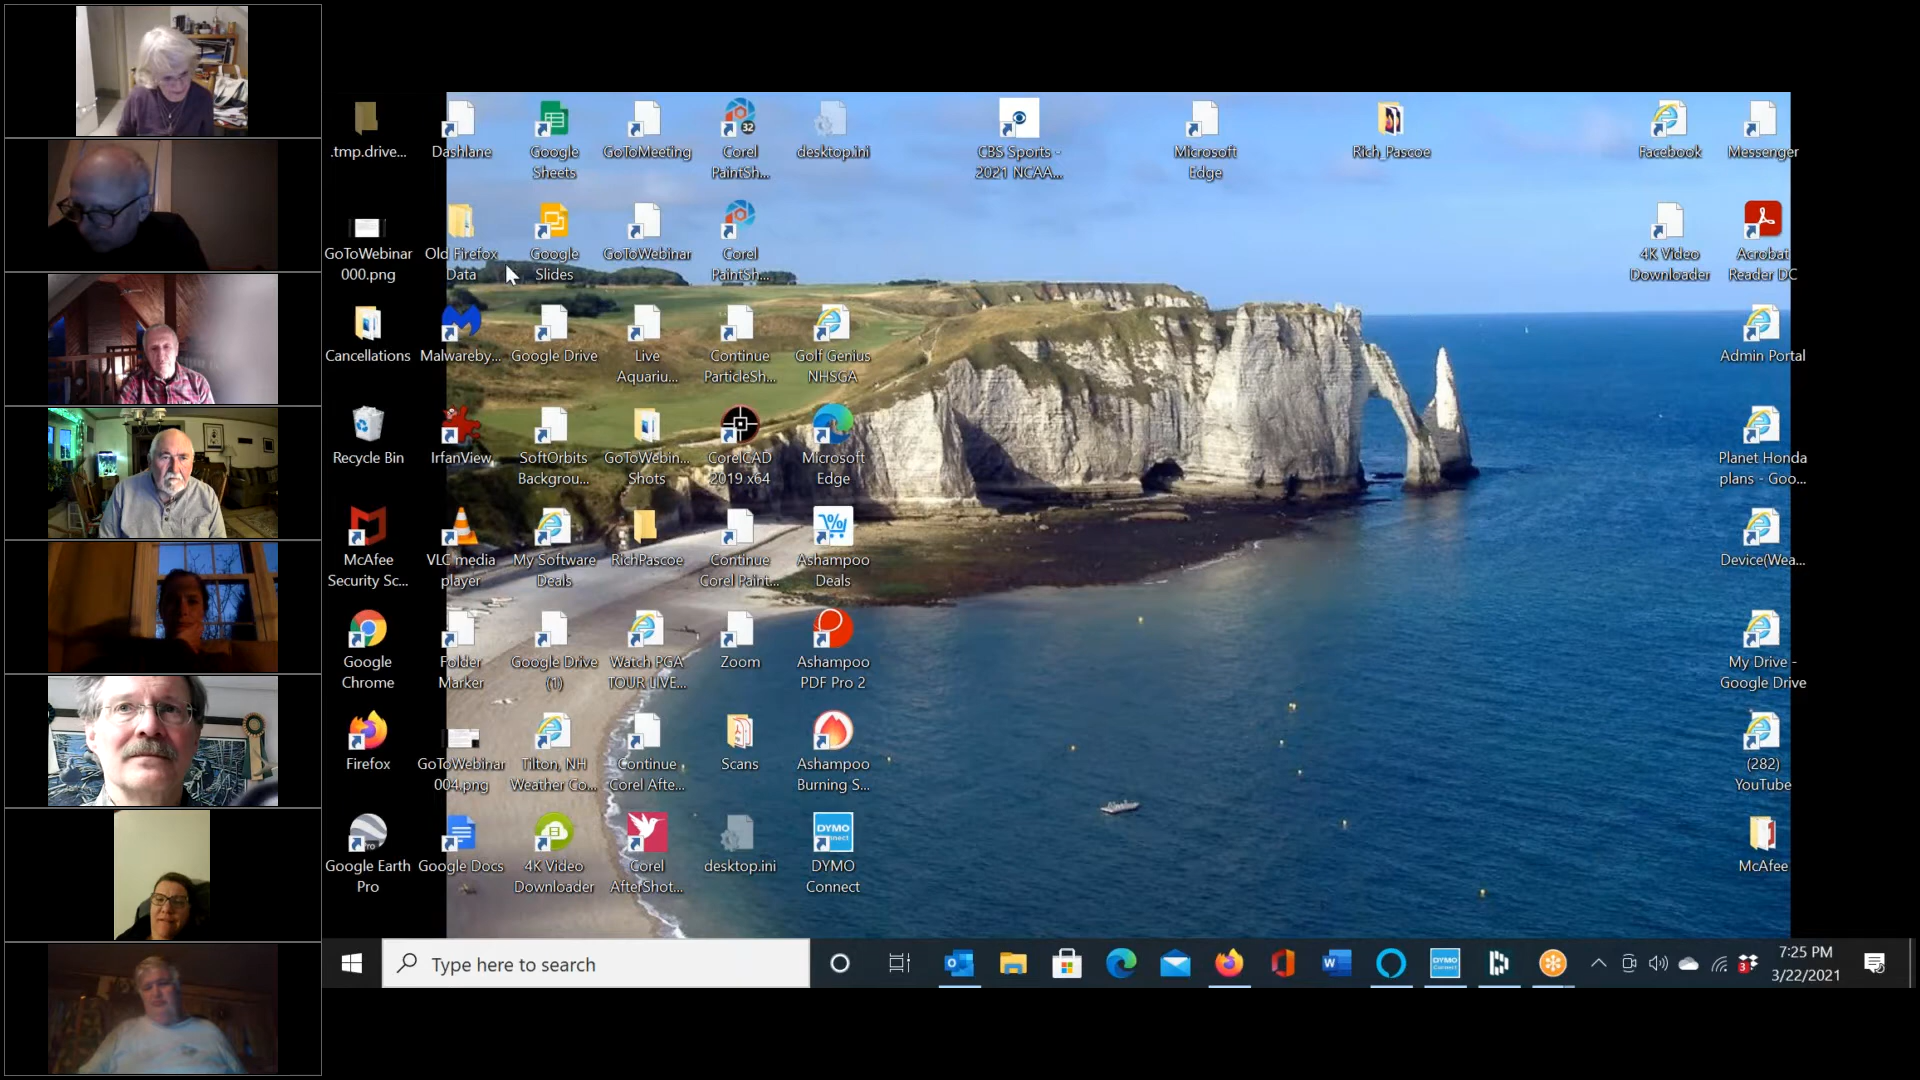 .tmp.drive...
Dashlane
Google
Sheets
GoToMeeting
Corel
PaintSh...
32
desktop.ini
CBS Sports -
2021 NCAA...
Microsoft
Edge
Rich_Pascoe
Facebook
Messenger
GoToWebinar
000.png
Old Firefox
Data
Google
Slides
GoToWebinar
Corel
PaintSh...
4K Video
Downloader
Acrobat
Reader DC
Cancellations
Malwareby...
Google Drive
Live
Aquariu...
Continue
ParticleSh...
Golf Genius
NHSGA
Admin Portal
Recycle Bin
IrfanView
SoftOrbits
Backgrou...
GoToWebin...
Shots
CorelCAD
2019 x64
Microsoft
Edge
Planet Honda
plans - Goo...
McAfee
Security Sc...
VLC media
player
My Software
Deals
RichPascoe
Continue
Corel Paint...
Ashampoo
Deals
Device(Wea...
Google
Chrome
Folder
Marker
Google Drive
(1)
Watch PGA
TOUR LIVE...
Zoom
Ashampoo
PDF Pro 2
My Drive -
Google Drive
Firefox
GoToWebinar
004.png
Tilton, NH
Weather Co...
Continue
Corel Afte...
Scans
Ashampoo
Burning S...
(282)
YouTube
Google Earth
Pro
Google Docs
4K Video
Downloader
Corel
AfterShot...
desktop.ini
DYMO
Connect
DYMO
Connect
McAfee
Type here to search
DYMO
Connect
3
7:25 PM
3/22/2021